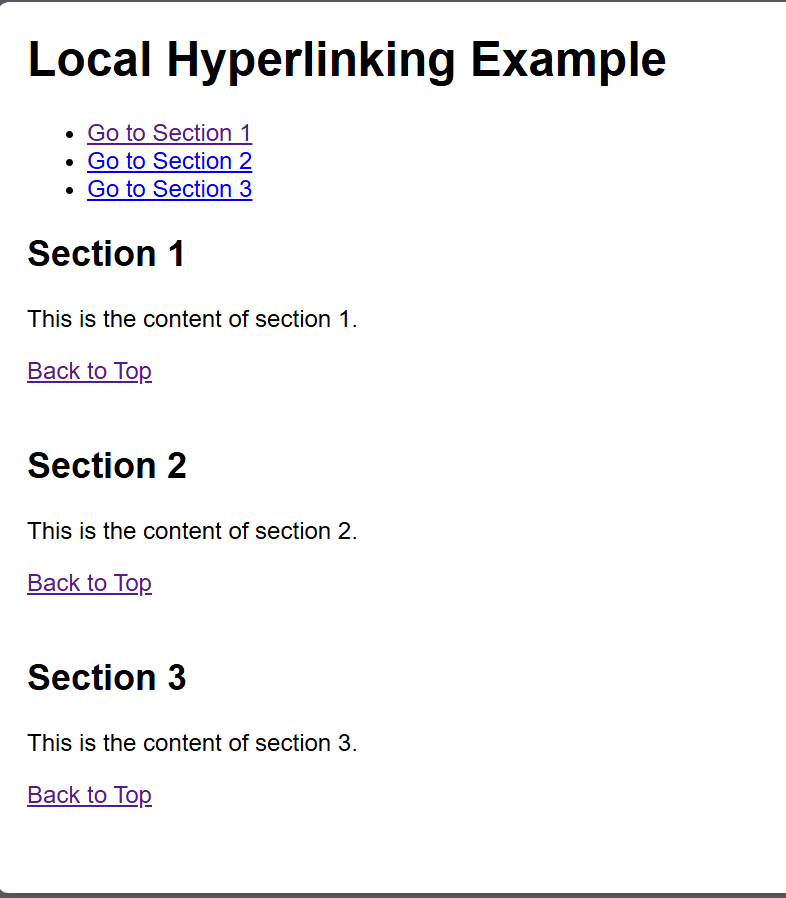 Local Hyperlinking Example
Go to Section 1
Go to Section 2
Go to Section 3
Section 1
This is the content of section 1.
Back to Top
Section 2
This is the content of section 2.
Back to Top
Section 3
This is the content of section 3.
Back to Top